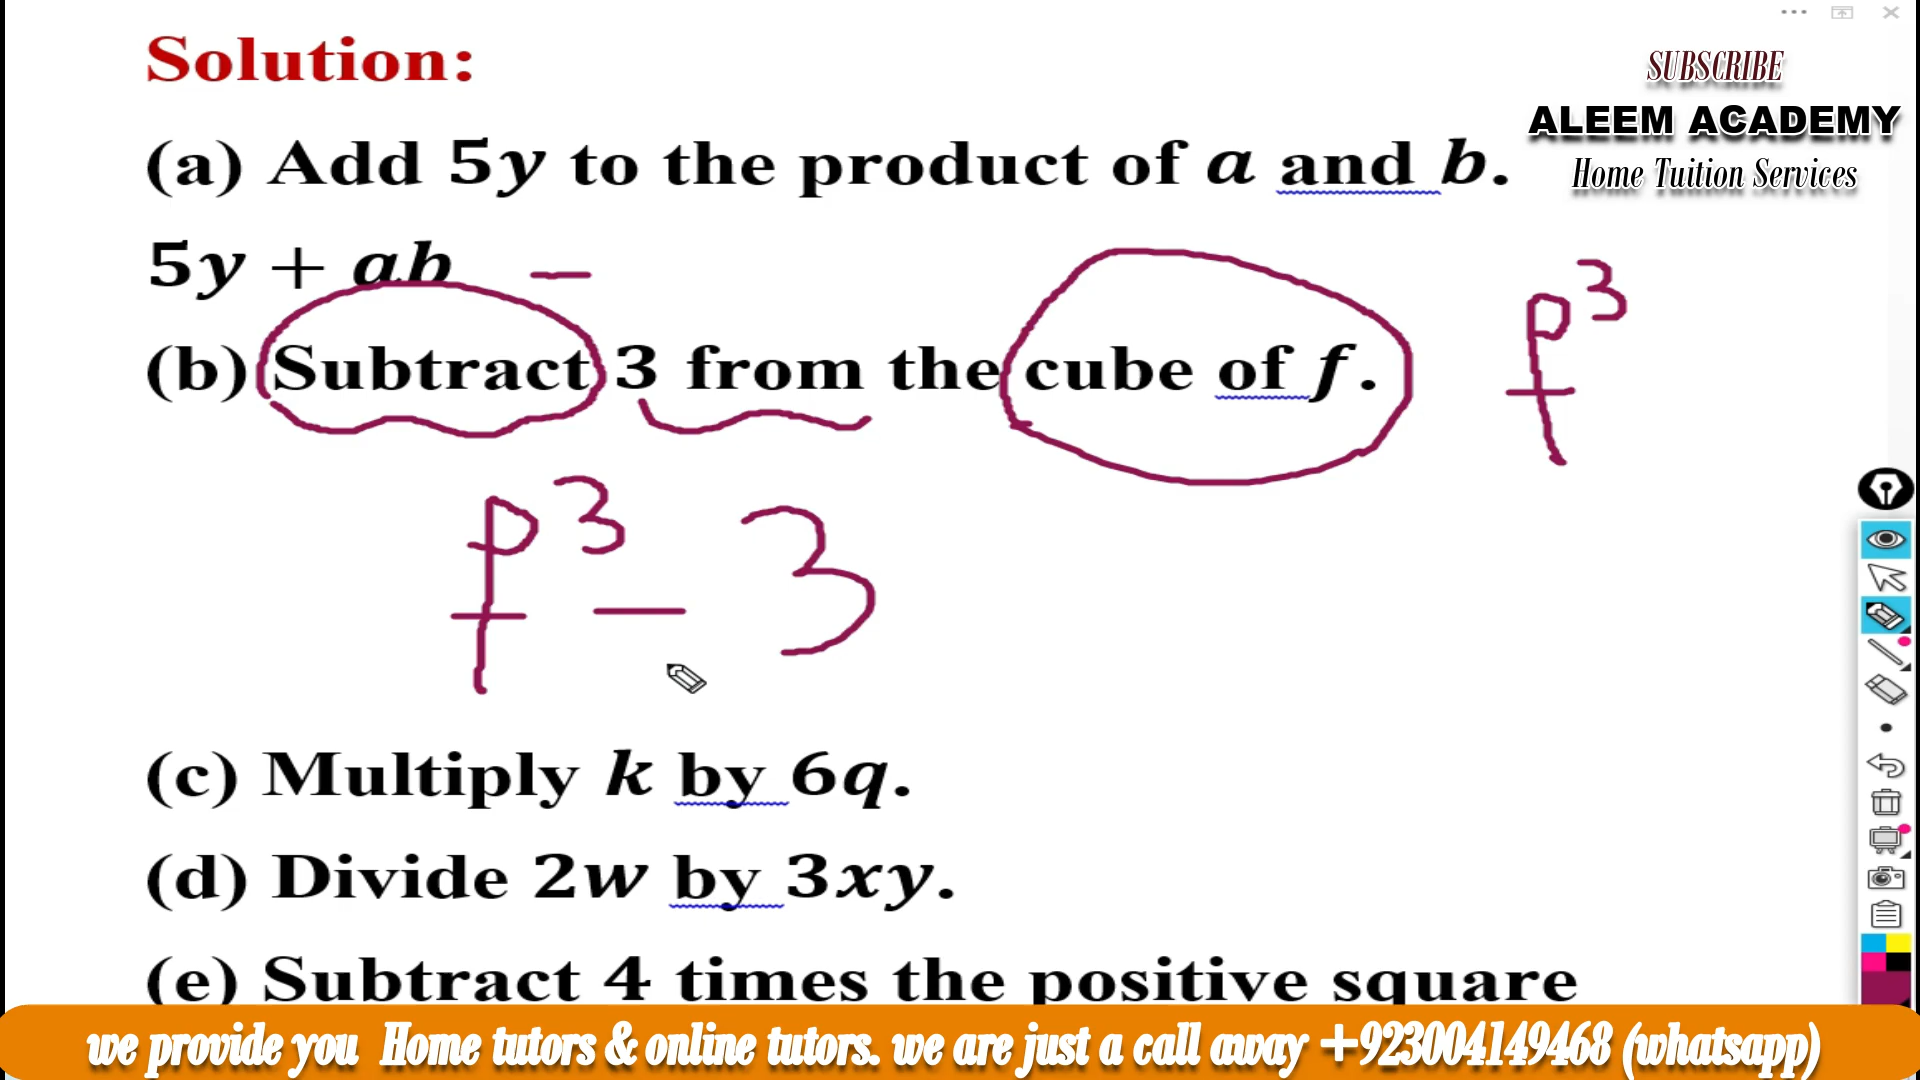 Solution:
SUBSCRIBE
ALEEM ACADEMY
Home Tuition Services
(a) Add 5y to the product of a and b.
5y + ab −
(b) Subtract 3 from the cube of f.
f³
f³ − 3
(c) Multiply k by 6q.
(d) Divide 2w by 3xy.
(e) Subtract 4 times the positive square
we provide you Home tutors & online tutors. we are just a call away +923004149468 (whatsapp)